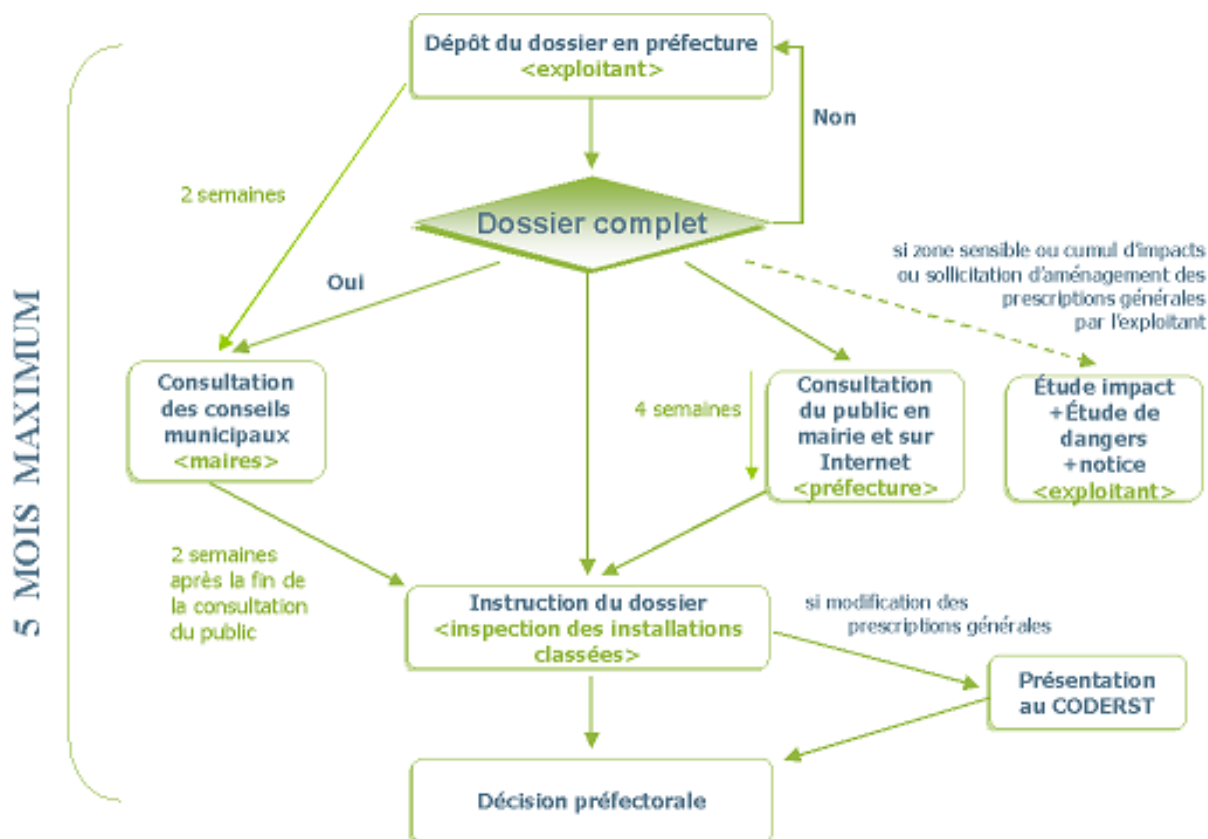 Dépôt du dossier en préfecture
<exploitant>
Non
2 semaines
Dossier complet
si zone sensible ou cumul d'impacts
ou sollicitation d'aménagement des
prescriptions générales
par l'exploitant
Oui
5 MOIS MAXIMUM
Consultation
des conseils
municipaux
<maires>
4 semaines
Consultation
du public en
mairie et sur
Internet
<préfecture>
Étude impact
+Étude de
dangers
+notice
<exploitant>
2 semaines
après la fin de
la consultation
du public
Instruction du dossier
<inspection des installations
classées>
si modification des
prescriptions générales
Présentation
au CODERST
Décision préfectorale